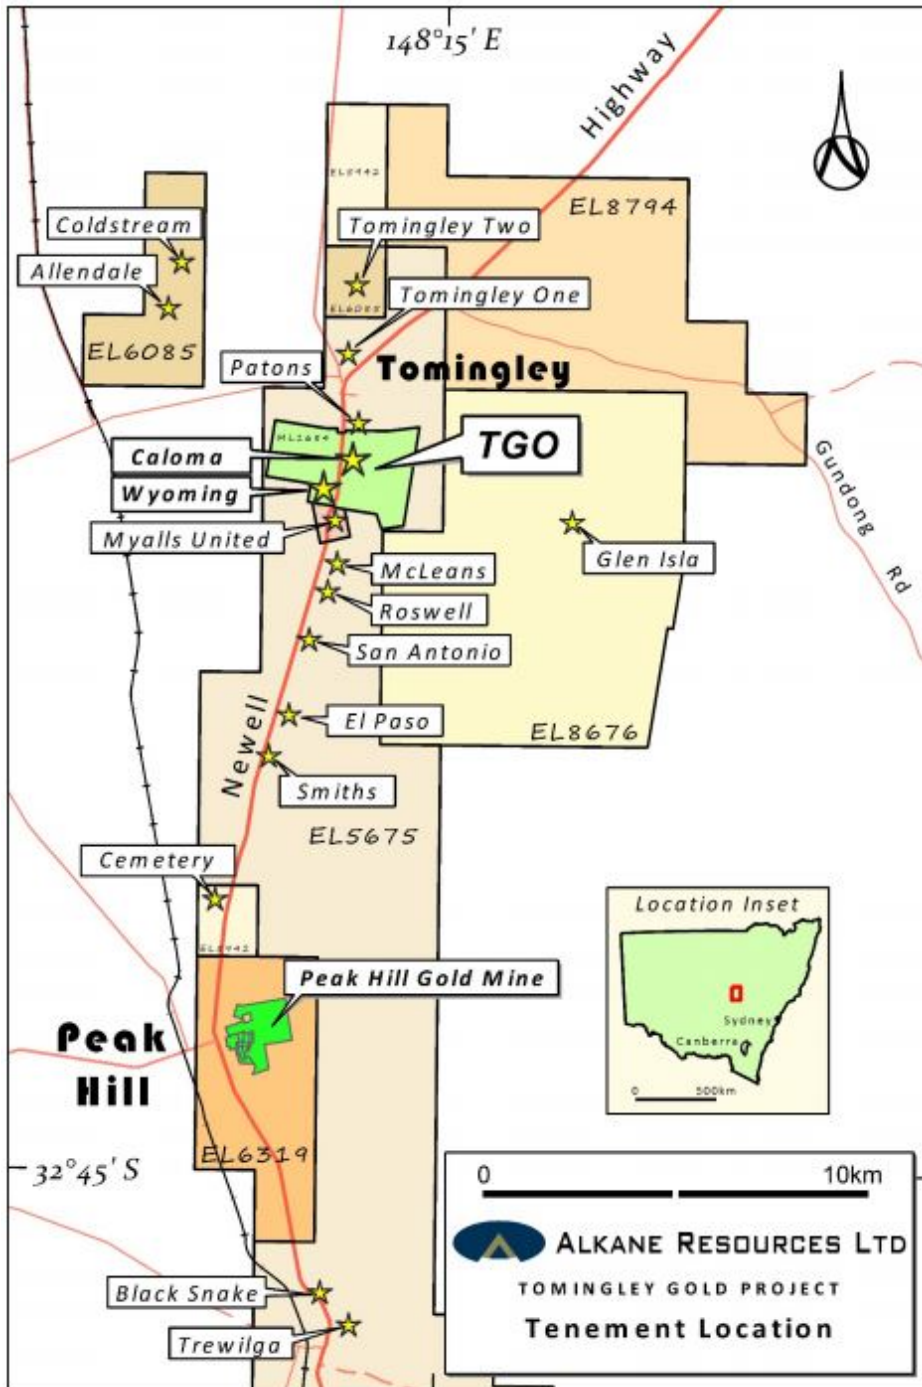 148°15' E
Highway
EL5942
EL8794
Coldstream
Tomingley Two
Allendale
Tomingley One
EL6085
EL6085
Patons
Tomingley
ML1684
TGO
Caloma
Wyoming
Gundong Rd
Myalls United
Glen Isla
McLeans
Roswell
San Antonio
El Paso
EL8676
Newell
Smiths
EL5675
Cemetery
Location Inset
Peak Hill Gold Mine
Sydney
Canberra
0 500km
Peak
Hill
EL6319
32°45' S
0 10km
ALKANE RESOURCES LTD
TOMINGLEY GOLD PROJECT
Black Snake
Tenement Location
Trewilga